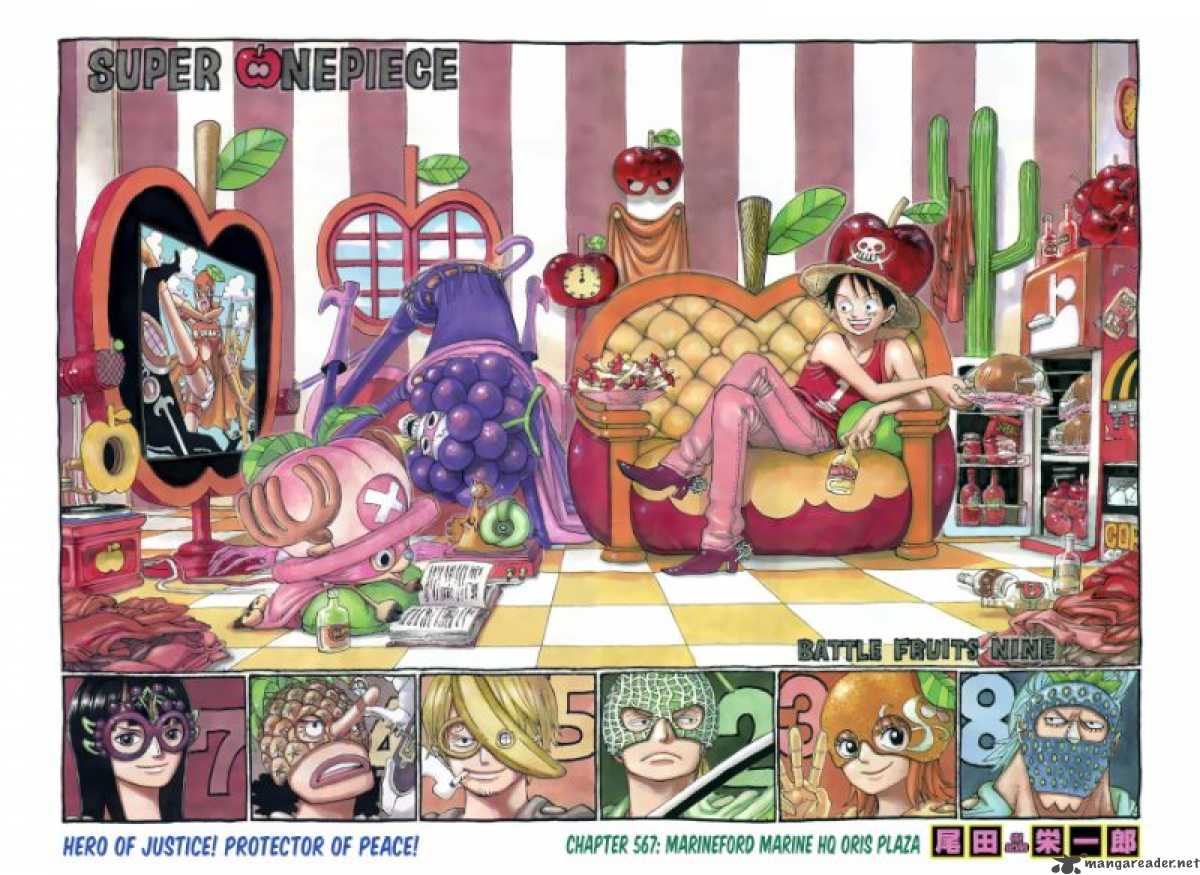 SUPER ONEPIECE
BATTLE FRUITS NINE
7
4
5
2
3
8
HERO OF JUSTICE! PROTECTOR OF PEACE!
CHAPTER 567: MARINEFORD MARINE HQ ORIS PLAZA
尾田栄一郎
mangareader.net